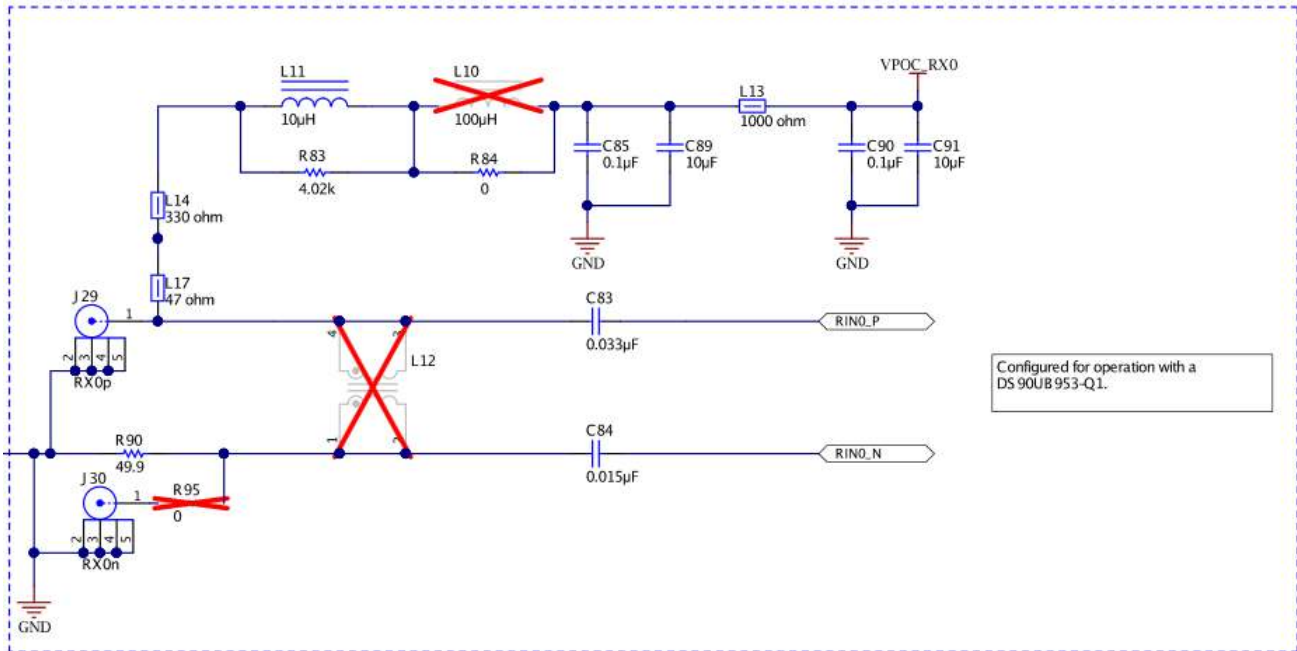 VPOC_RX0
L11
L10
L13
10µH
100µH
1000 ohm
C85
0.1µF
C89
10µF
C90
0.1µF
C91
10µF
R83
4.02k
R84
0
L14
330 ohm
GND
GND
L17
47 ohm
J29
1
C83
0.033µF
RIN0_P
2 3 4 5
RX0p
4 3
L12
Configured for operation with a
DS90UB953-Q1.
1 2
R90
49.9
C84
0.015µF
RIN0_N
J30
1
R95
0
2 3 4 5
RX0n
GND